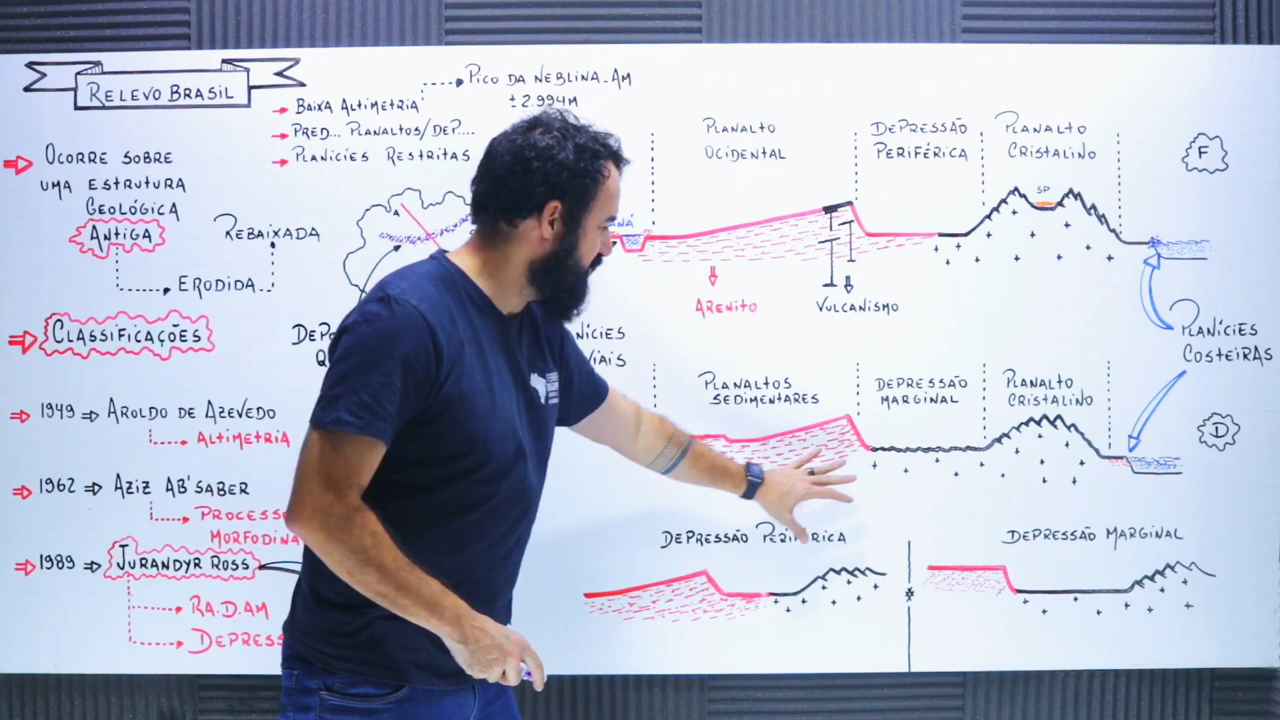 RELEVO BRASIL
OCORRE SOBRE
UMA ESTRUTURA
GEOLÓGICA
ANTIGA
ERODIDA
REBAIXADA
BAIXA ALTIMETRIA
PRED... PLANALTOS/DEP....
PLANÍCIES RESTRITAS
PICO DA NEBLINA-AM
±2.994M
A
CLASSIFICAÇÕES
1949 ⇒ AROLDO DE AZEVEDO
ALTIMETRIA
1962 ⇒ AZIZ AB'SABER
1989 ⇒ JURANDYR ROSS
RA.D.AM
PLANALTO
OCIDENTAL
DEPRESSÃO
PERIFÉRICA
PLANALTO
CRISTALINO
F
SP
ARENITO
VULCANISMO
PLANÍCIES
COSTEIRAS
PLANALTOS
SEDIMENTARES
DEPRESSÃO
MARGINAL
PLANALTO
CRISTALINO
D
DEPRESSÃO PERIFÉRICA
DEPRESSÃO MARGINAL